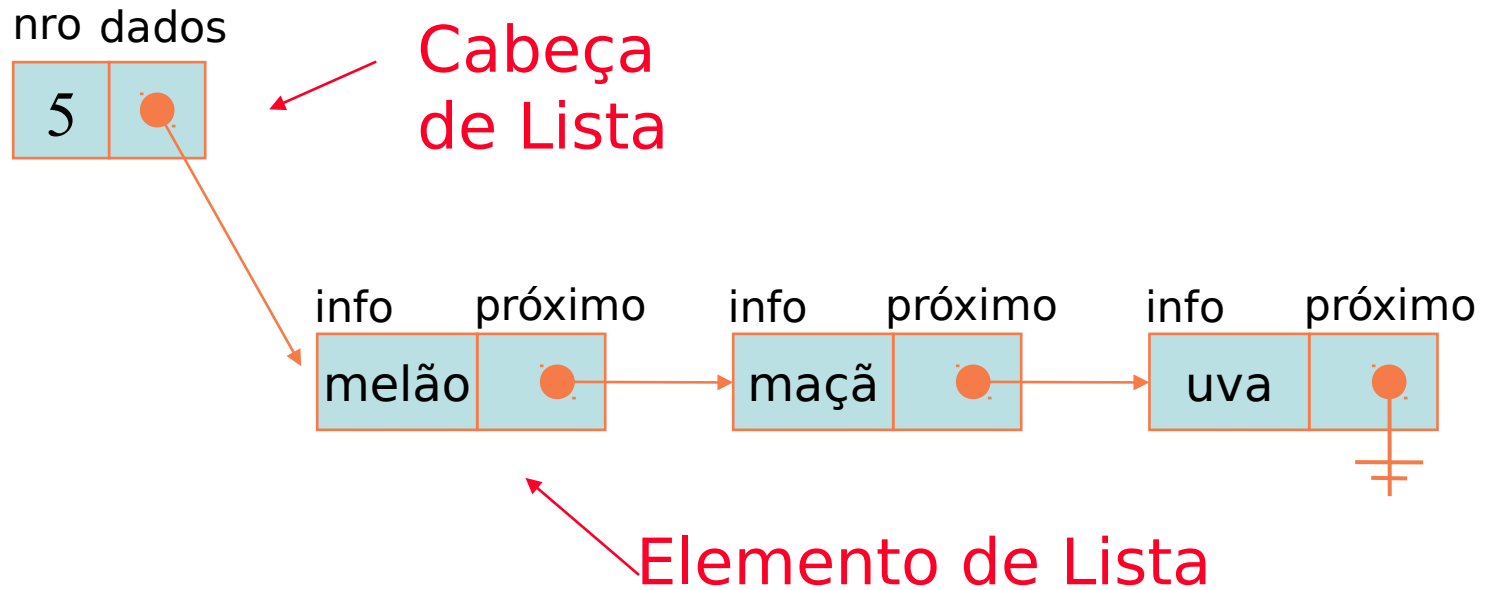 nro dados
5
Cabeça
de Lista
info próximo info próximo info próximo
melão maçã uva
Elemento de Lista